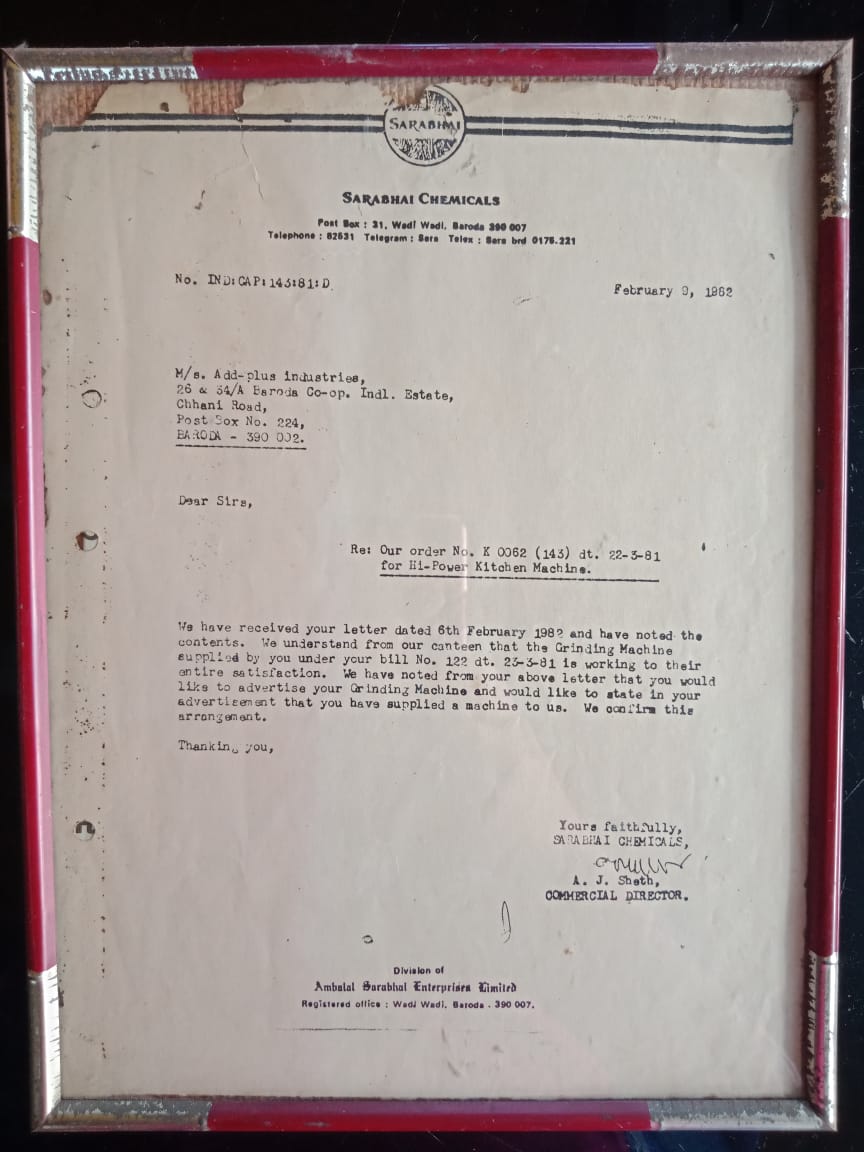 SARABHAI
SARABHAI CHEMICALS
Post Box : 31, Wadi Wadi, Baroda 390 007
Telephone : 82631 Telegram : Sara Telex : Sara brd 0175.221
No. IND:CAP:143:81:D
February 9, 1982
M/s. Add-plus industries,
26 & 34/A Baroda Co-op. Indl. Estate,
Chhani Road,
Post Box No. 224,
BARODA - 390 002.
Dear Sirs,
Re: Our order No. K 0062 (143) dt. 22-3-81
for Hi-Power Kitchen Machine.
We have received your letter dated 6th February 1982 and have noted the
contents. We understand from our canteen that the Grinding Machine
supplied by you under your bill No. 122 dt. 23-3-81 is working to their
entire satisfaction. We have noted from your above letter that you would
like to advertise your Grinding Machine and would like to state in your
advertisement that you have supplied a machine to us. We confirm this
arrangement.
Thanking you,
Yours faithfully,
SARABHAI CHEMICALS,
A. J. Sheth,
COMMERCIAL DIRECTOR.
Division of
Ambalal Sarabhai Enterprises Limited
Registered office : Wadi Wadi, Baroda . 390 007.